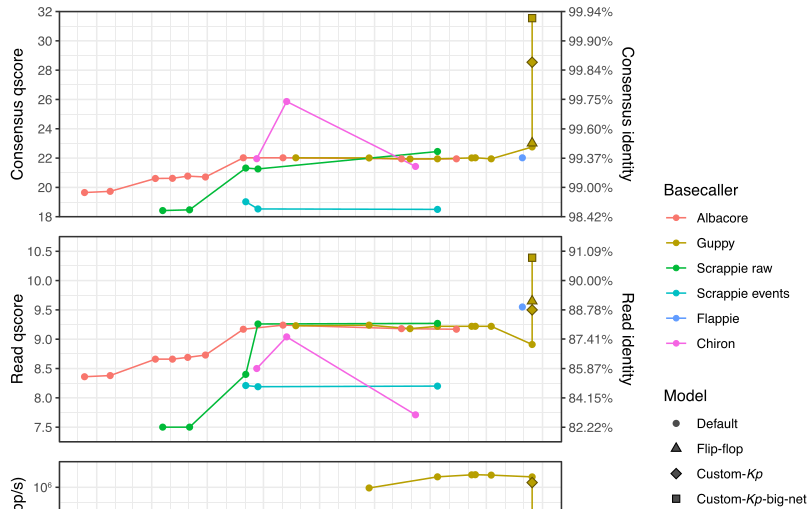 Consensus qscore
32
30
28
26
24
22
20
18
99.94%
99.90%
99.84%
99.75%
99.60%
99.37%
99.00%
98.42%
Consensus identity
Read qscore
10.5
10.0
9.5
9.0
8.5
8.0
7.5
91.09%
90.00%
88.78%
87.41%
85.87%
84.15%
82.22%
Read identity
10⁶
Basecaller
Albacore
Guppy
Scrappie raw
Scrappie events
Flappie
Chiron
Model
Default
Flip-flop
Custom-Kp
Custom-Kp-big-net